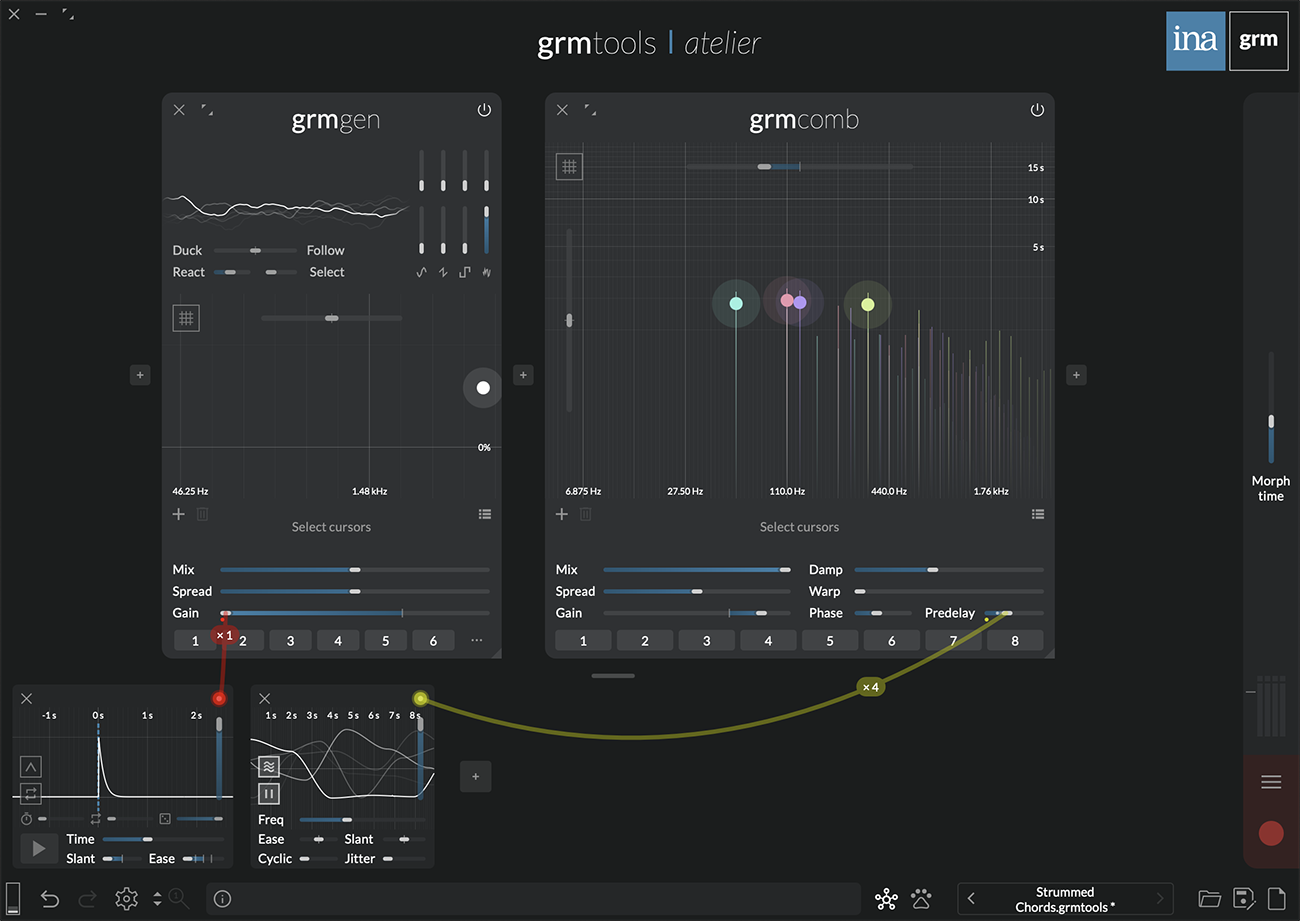 grmtools | atelier
ina grm
grmgen
Duck Follow
React Select
0%
46.25 Hz 1.48 kHz
Select cursors
Mix
Spread
Gain
1 2 3 4 5 6 ...
×1
grmcomb
15 s
10 s
5 s
6.875 Hz 27.50 Hz 110.0 Hz 440.0 Hz 1.76 kHz
Select cursors
Mix Damp
Spread Warp
Gain Phase Predelay
1 2 3 4 5 6 7 8
×4
Morph
time
-1s 0s 1s 2s
Time
Slant Ease
1s 2s 3s 4s 5s 6s 7s 8s
Freq
Ease Slant
Cyclic Jitter
Strummed
Chords.grmtools *